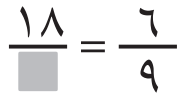 ١٨ / □ = ٦ / ٩